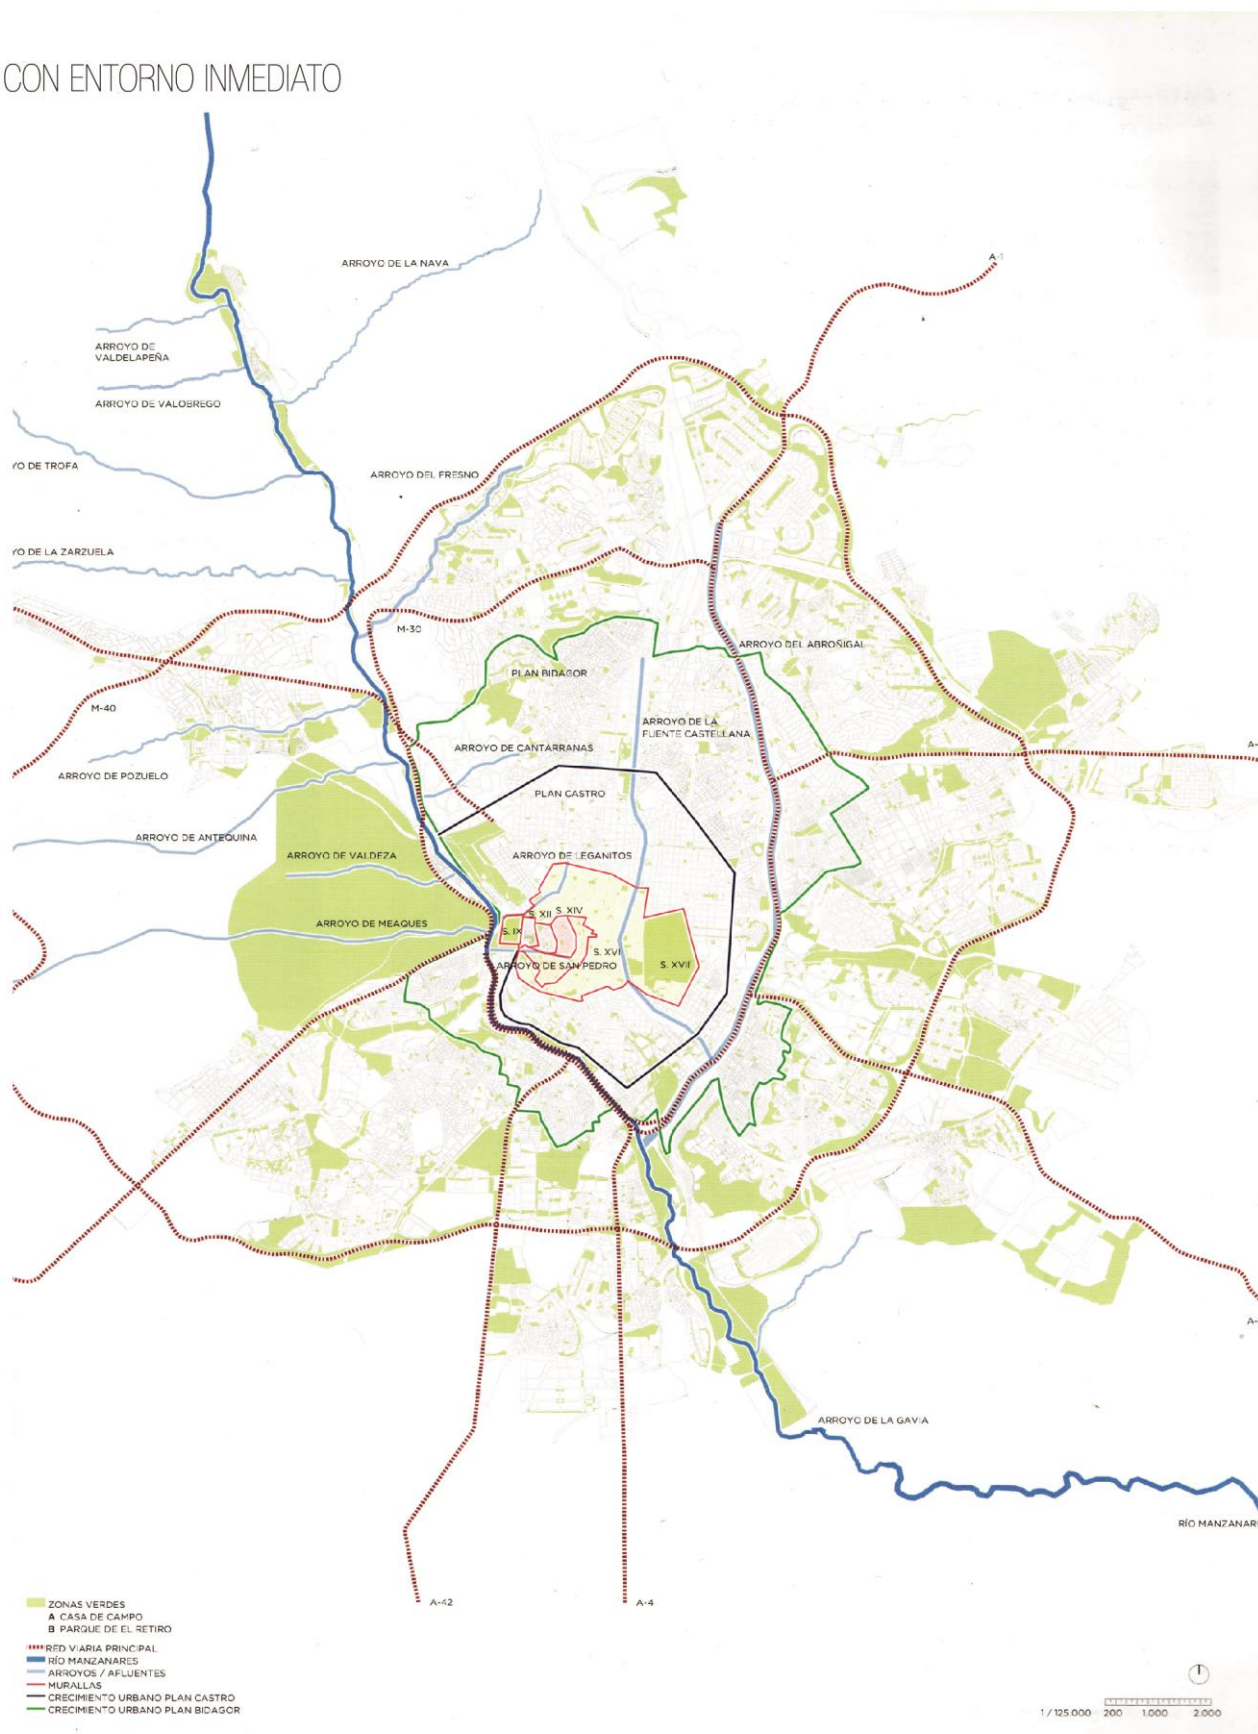 CON ENTORNO INMEDIATO
A-1
ARROYO DE LA NAVA
ARROYO DE
VALDELAPEÑA
ARROYO DE VALOBREGO
YO DE TROFA
ARROYO DEL FRESNO
YO DE LA ZARZUELA
M-30
ARROYO DEL ABROÑIGAL
PLAN BIDAGOR
M-40
ARROYO DE LA
FUENTE CASTELLANA
ARROYO DE CANTARRANAS
A-
ARROYO DE POZUELO
PLAN CASTRO
ARROYO DE ANTEQUINA
ARROYO DE VALDEZA
ARROYO DE LEGANITOS
S. XII
S. XIV
ARROYO DE MEAQUES
S. IX
S. XVI
ARROYO DE SAN PEDRO
S. XVII
A-
ARROYO DE LA GAVIA
RÍO MANZANAR
A-42
A-4
ZONAS VERDES
A CASA DE CAMPO
B PARQUE DE EL RETIRO
RED VIARIA PRINCIPAL
RÍO MANZANARES
ARROYOS / AFLUENTES
MURALLAS
CRECIMIENTO URBANO PLAN CASTRO
CRECIMIENTO URBANO PLAN BIDAGOR
1 / 125.000 200 1.000 2.000